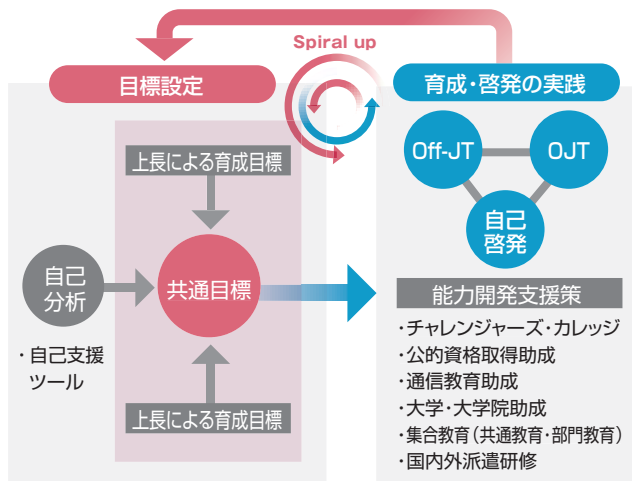 Spiral up
目標設定
上長による育成目標
自己
分析
共通目標
・自己支援
ツール
上長による育成目標
育成・啓発の実践
Off-JT
OJT
自己
啓発
能力開発支援策
・チャレンジャーズ・カレッジ
・公的資格取得助成
・通信教育助成
・大学・大学院助成
・集合教育（共通教育・部門教育）
・国内外派遣研修